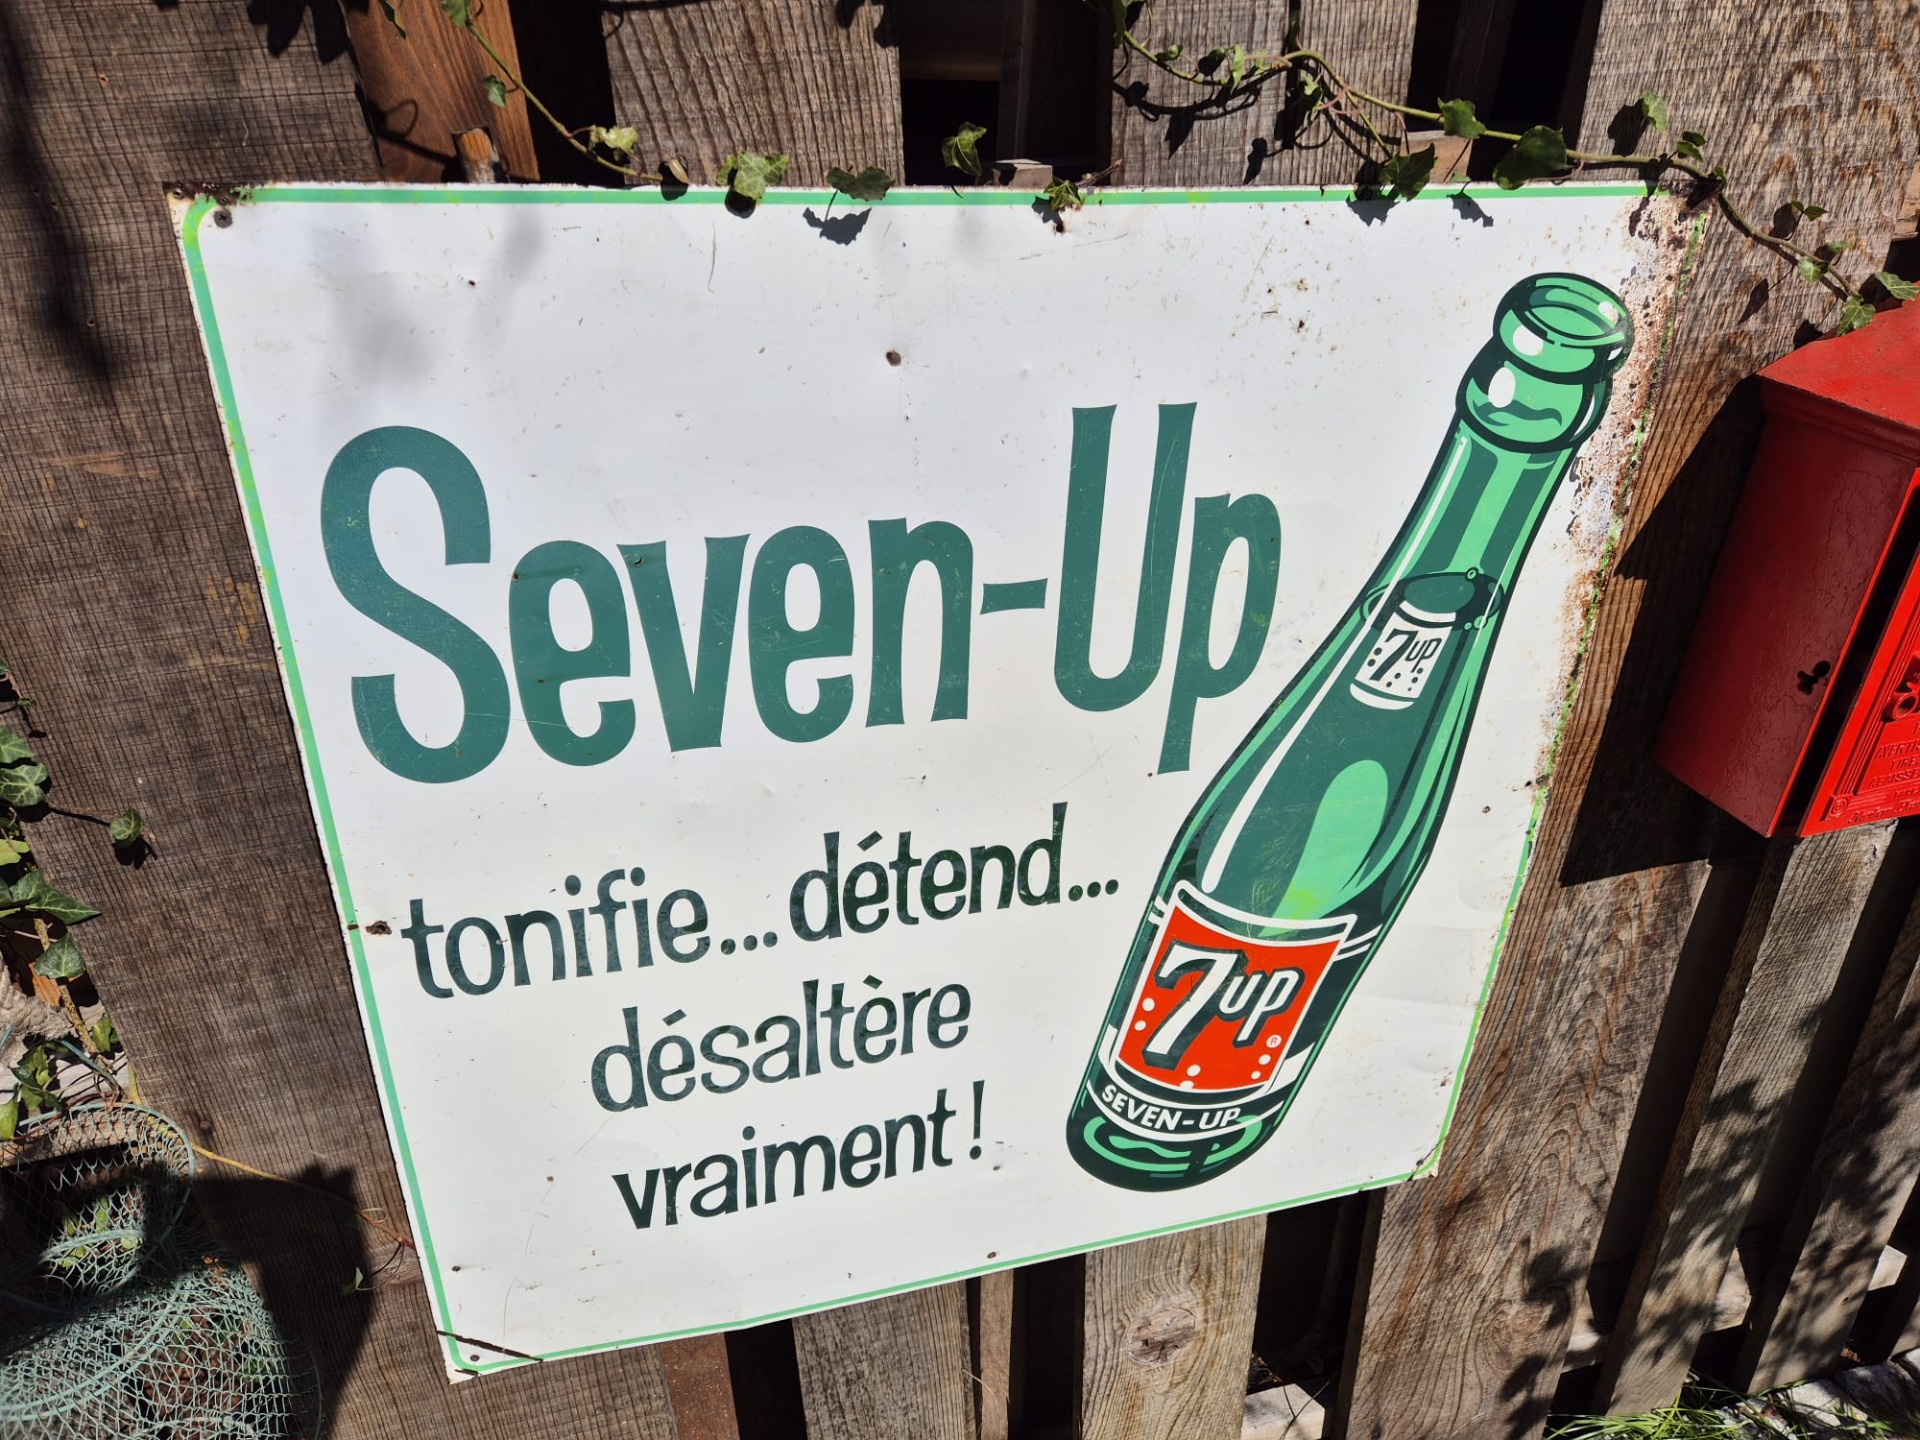 Seven-Up
tonifie...détend...
désaltère
vraiment!
7up
7up®
SEVEN-UP